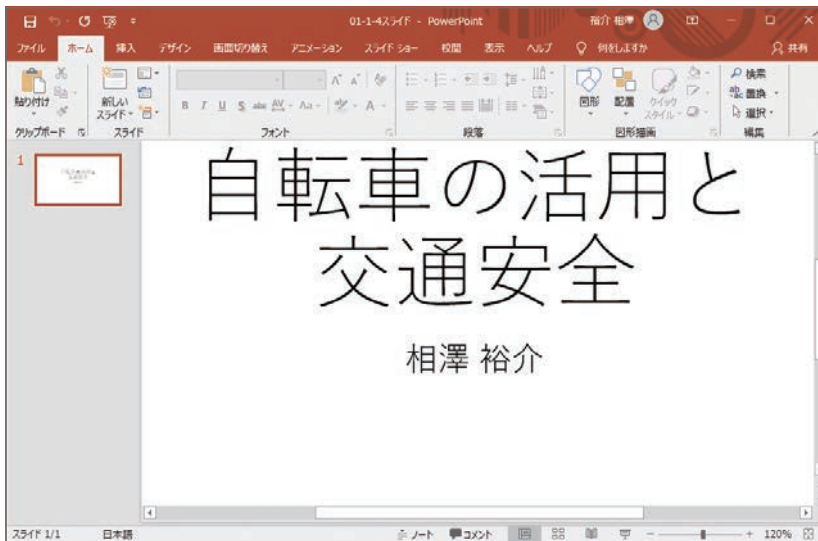 01-1-4スライド - PowerPoint
裕介 相澤
ファイル ホーム 挿入 デザイン 画面切り替え アニメーション スライド ショー 校閲 表示 ヘルプ 何をしますか 共有
貼り付け
新しい
スライド
B I U S abc AV Aa A
図形 配置 クイック
スタイル
検索
置換
選択
クリップボード スライド フォント 段落 図形描画 編集
1
自転車の活用と
交通安全
相澤 裕介
スライド 1/1 日本語 ノート コメント 120%